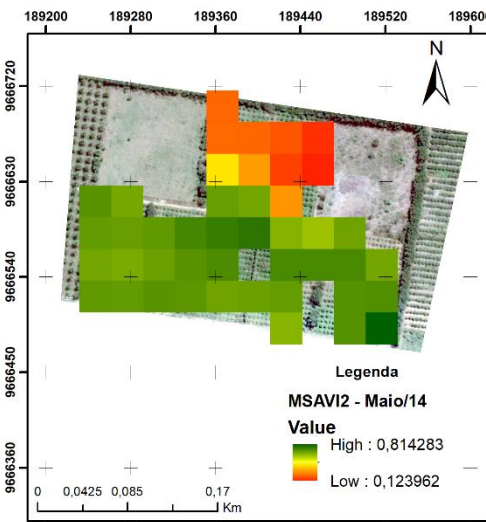 189200 189280 189360 189440 189520 189600
N
9666720
9666630
9666540
9666450
9666360
Legenda
MSAVI2 - Maio/14
Value
High : 0,814283
Low : 0,123962
0 0,0425 0,085 0,17
Km